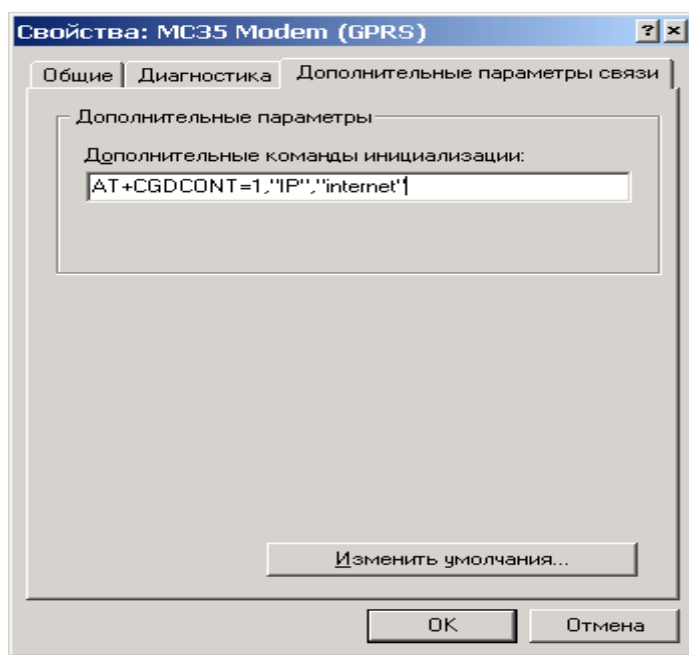 Свойства: MC35 Modem (GPRS)
Общие Диагностика Дополнительные параметры связи
Дополнительные параметры
Дополнительные команды инициализации:
AT+CGDCONT=1,"IP","internet"
Изменить умолчания...
OK Отмена